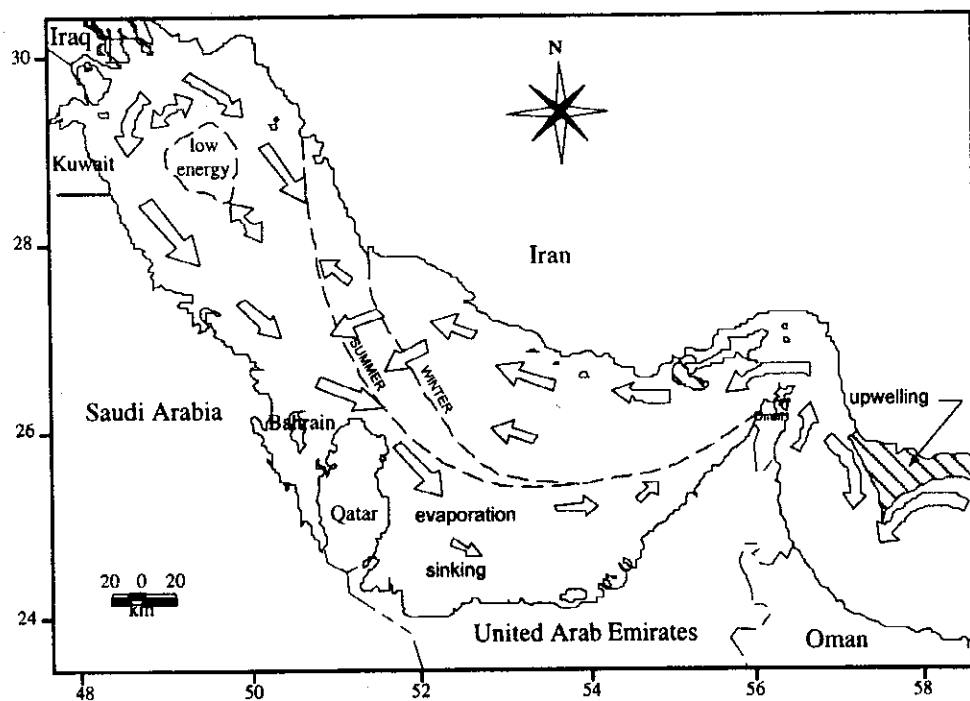 Iraq
N
30
low
energy
Kuwait
28
Iran
SUMMER
WINTER
Saudi Arabia
Bahrain
upwelling
26
Oman
Qatar
evaporation
sinking
20 0 20
km
24
United Arab Emirates
Oman
48 50 52 54 56 58